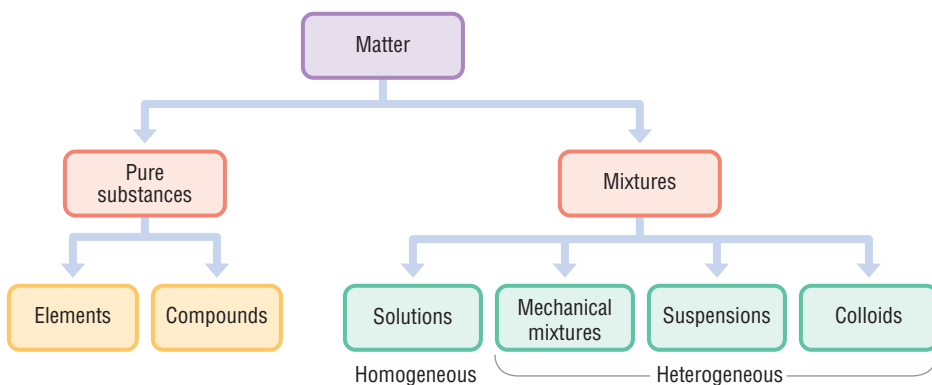 Matter
Pure
substances
Mixtures
Elements
Compounds
Solutions
Mechanical
mixtures
Suspensions
Colloids
Homogeneous
Heterogeneous